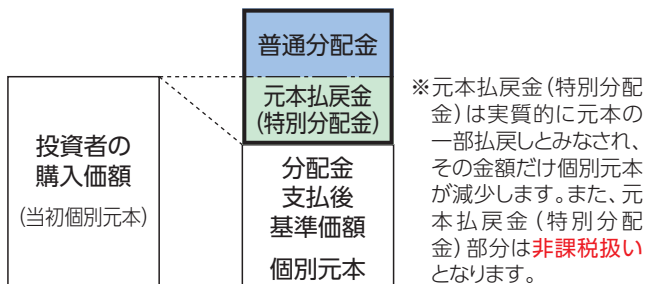 普通分配金
元本払戻金
(特別分配金)
投資者の
購入価額
(当初個別元本)
分配金
支払後
基準価額
個別元本
※元本払戻金(特別分配
金)は実質的に元本の
一部払戻しとみなされ、
その金額だけ個別元本
が減少します。また、元
本払戻金(特別分配
金)部分は非課税扱い
となります。